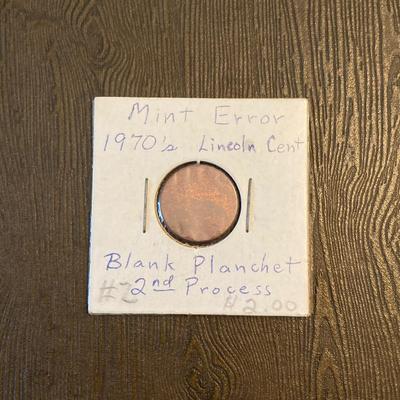 Mint Error
1970's Lincoln Cent
Blank Planchet
#2 2nd Process
$2.00